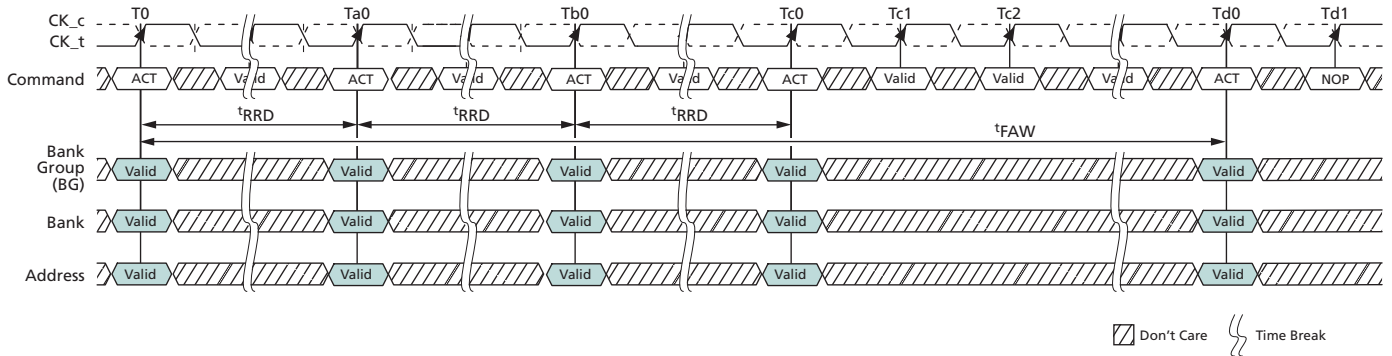 T0 Ta0 Tb0 Tc0 Tc1 Tc2 Td0 Td1
CK_c
CK_t
Command ACT Valid ACT Valid ACT Valid ACT Valid Valid Valid ACT NOP
tRRD tRRD tRRD
tFAW
Bank
Group
(BG)
Valid Valid Valid Valid Valid
Bank Valid Valid Valid Valid Valid
Address Valid Valid Valid Valid Valid
Don't Care Time Break